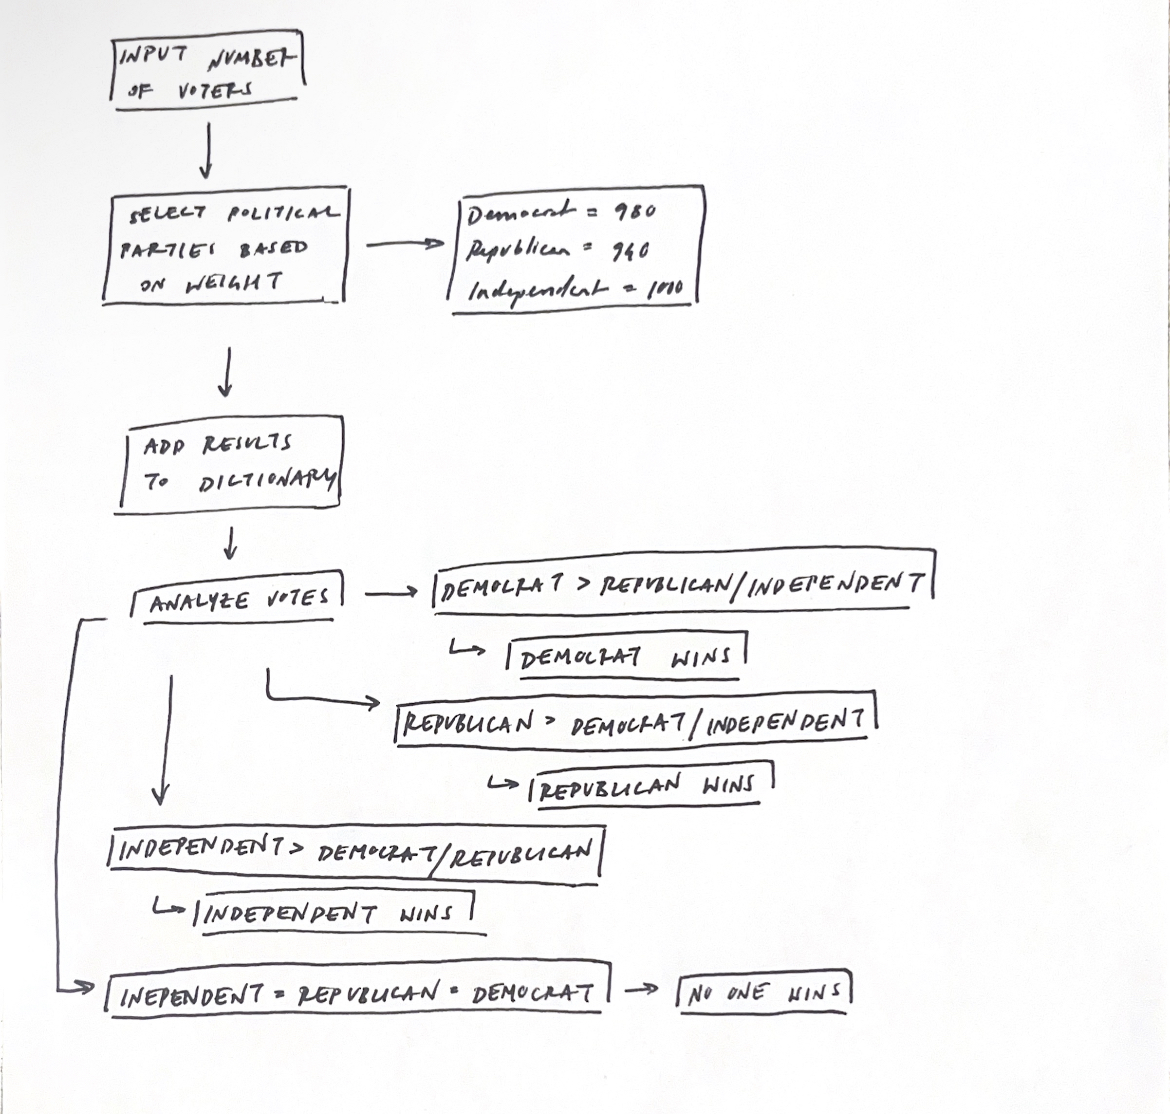 INPUT NUMBER
OF VOTERS
SELECT POLITICAL
PARTIES BASED
ON WEIGHT
Democrat = 980
Republican = 940
Independent = 1000
ADD RESULTS
TO DICTIONARY
ANALYZE VOTES
DEMOCRAT > REPUBLICAN/INDEPENDENT
DEMOCRAT WINS
REPUBLICAN > DEMOCRAT/INDEPENDENT
REPUBLICAN WINS
INDEPENDENT > DEMOCRAT/REPUBLICAN
INDEPENDENT WINS
INEPENDENT = REPUBLICAN = DEMOCRAT
NO ONE WINS